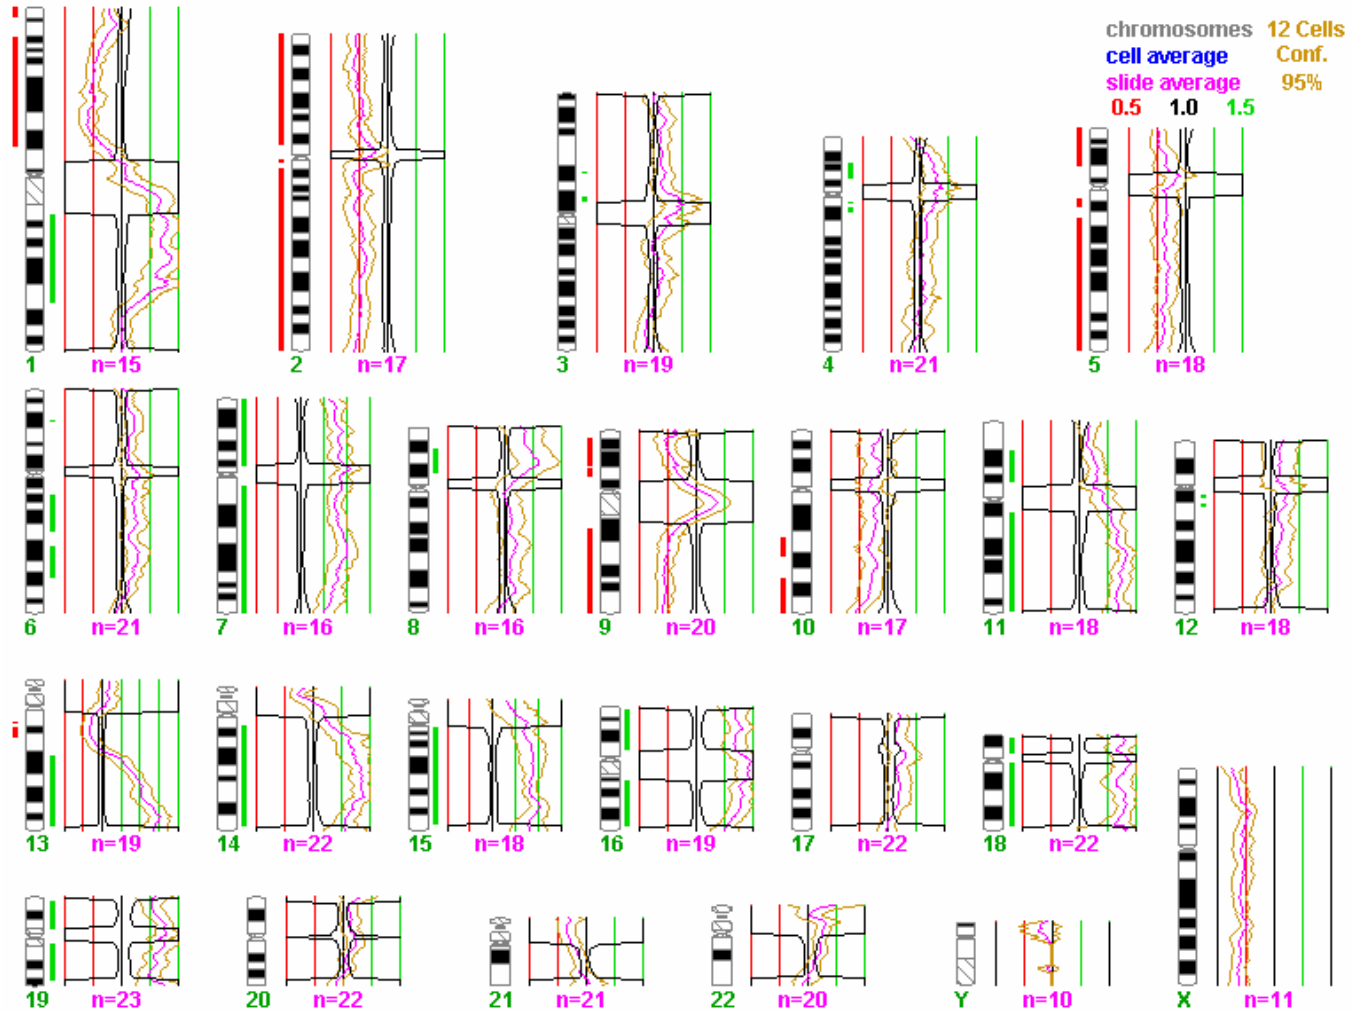 chromosomes 12 Cells
cell average Conf.
slide average 95%
0.5 1.0 1.5
1 n=15
2 n=17
3 n=19
4 n=21
5 n=18
6 n=21
7 n=16
8 n=16
9 n=20
10 n=17
11 n=18
12 n=18
13 n=19
14 n=22
15 n=18
16 n=19
17 n=22
18 n=22
19 n=23
20 n=22
21 n=21
22 n=20
Y n=10
X n=11